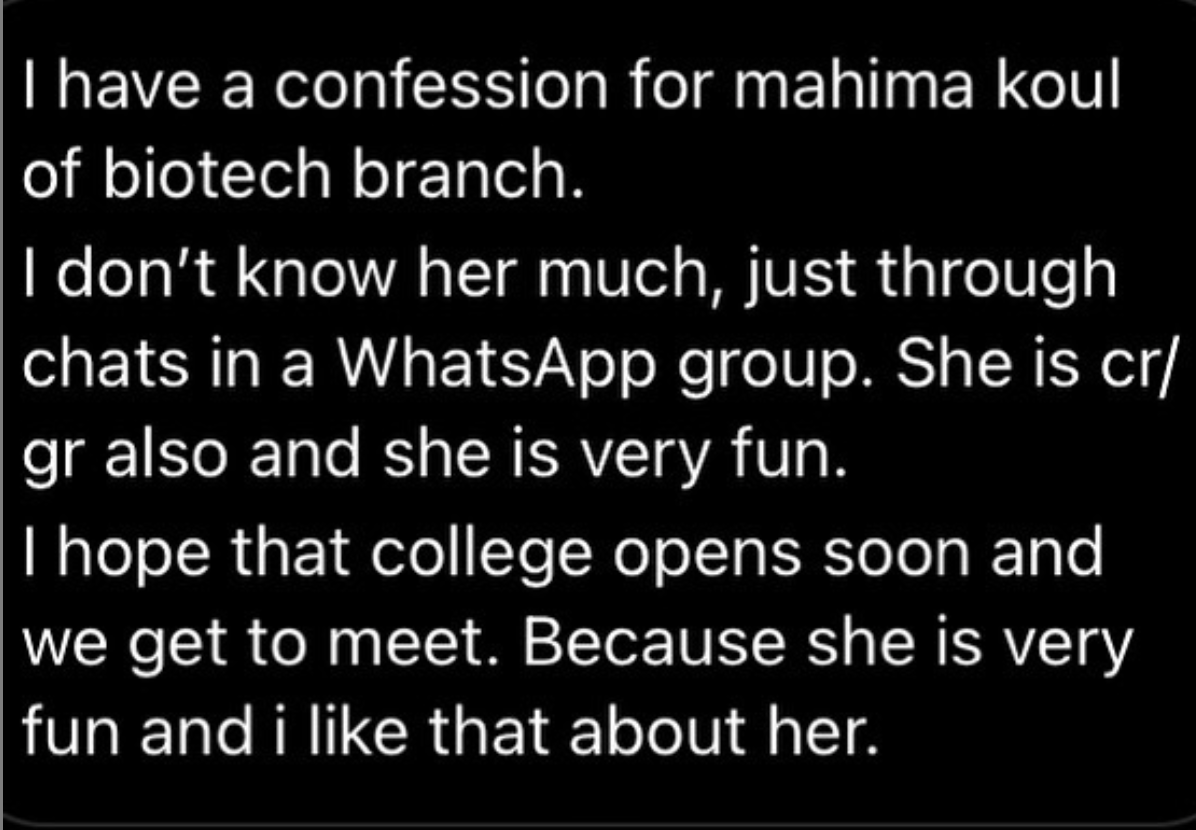 I have a confession for mahima koul
of biotech branch.
I don’t know her much, just through
chats in a WhatsApp group. She is cr/
gr also and she is very fun.
I hope that college opens soon and
we get to meet. Because she is very
fun and i like that about her.